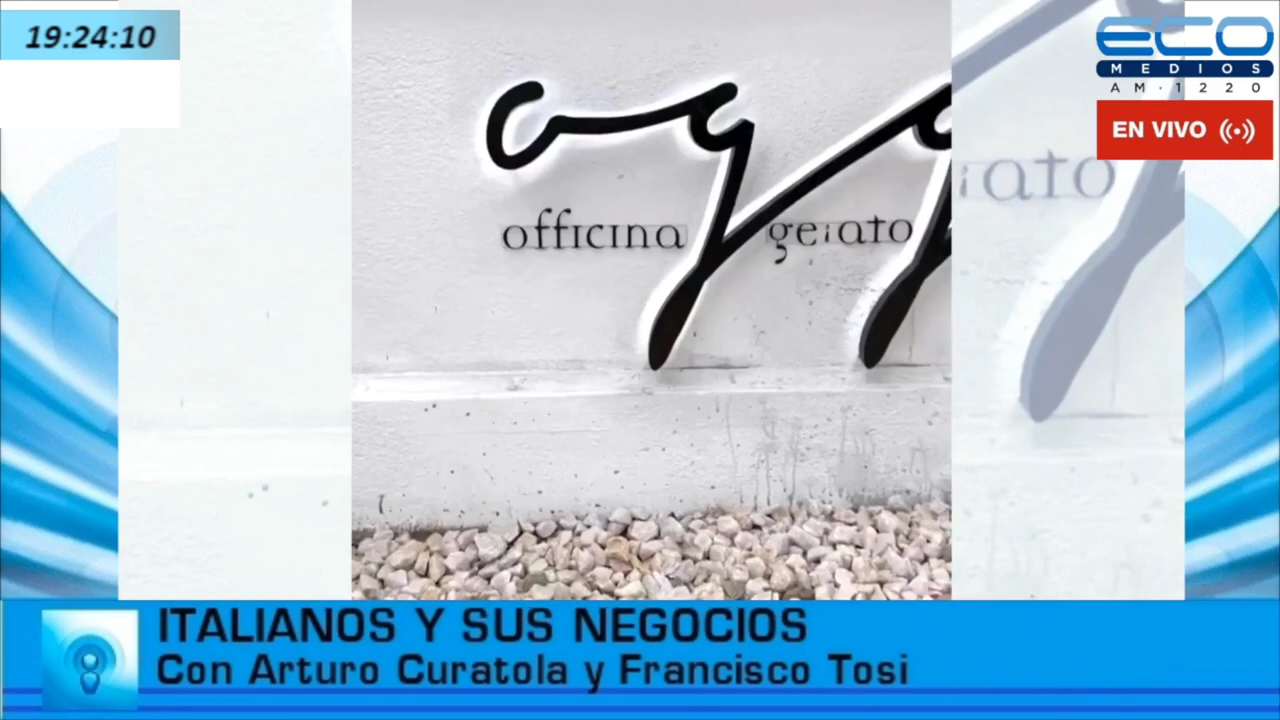 19:24:10
ECO
MEDIOS
AM·1220
EN VIVO
officina gelato
iato
ITALIANOS Y SUS NEGOCIOS
Con Arturo Curatola y Francisco Tosi